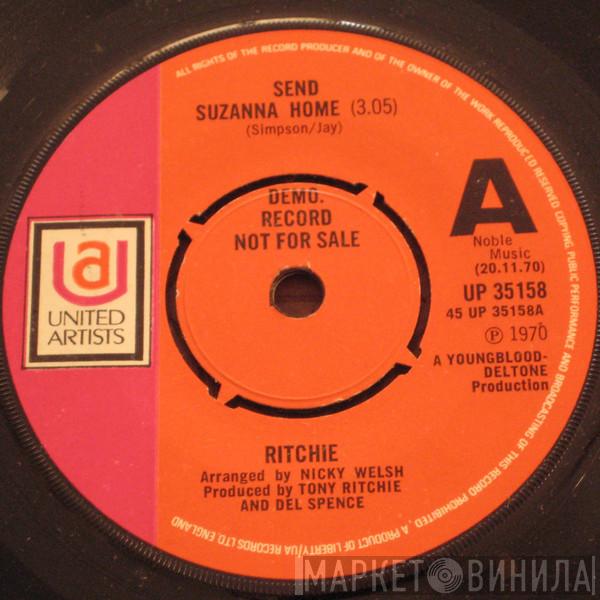 ALL RIGHTS OF THE RECORD PRODUCER AND OF THE OWNER OF THE WORK REPRODUCED RESERVED COPYING PUBLIC PERFORMANCE AND BROADCASTING OF THIS RECORD PROHIBITED.
SEND
SUZANNA HOME (3.05)
(Simpson/Jay)
DEMO.
RECORD
NOT FOR SALE
A
Noble
Music
(20.11.70)
UP 35158
45 UP 35158A
Ⓟ 1970
A YOUNGBLOOD-
DELTONE
Production
ua
UNITED
ARTISTS
RITCHiE
Arranged by NICKY WELSH
Produced by TONY RITCHIE
AND DEL SPENCE
A PRODUCT OF LIBERTY/UA RECORDS LTD. ENGLAND
МАРКЕТ ВИНИЛА